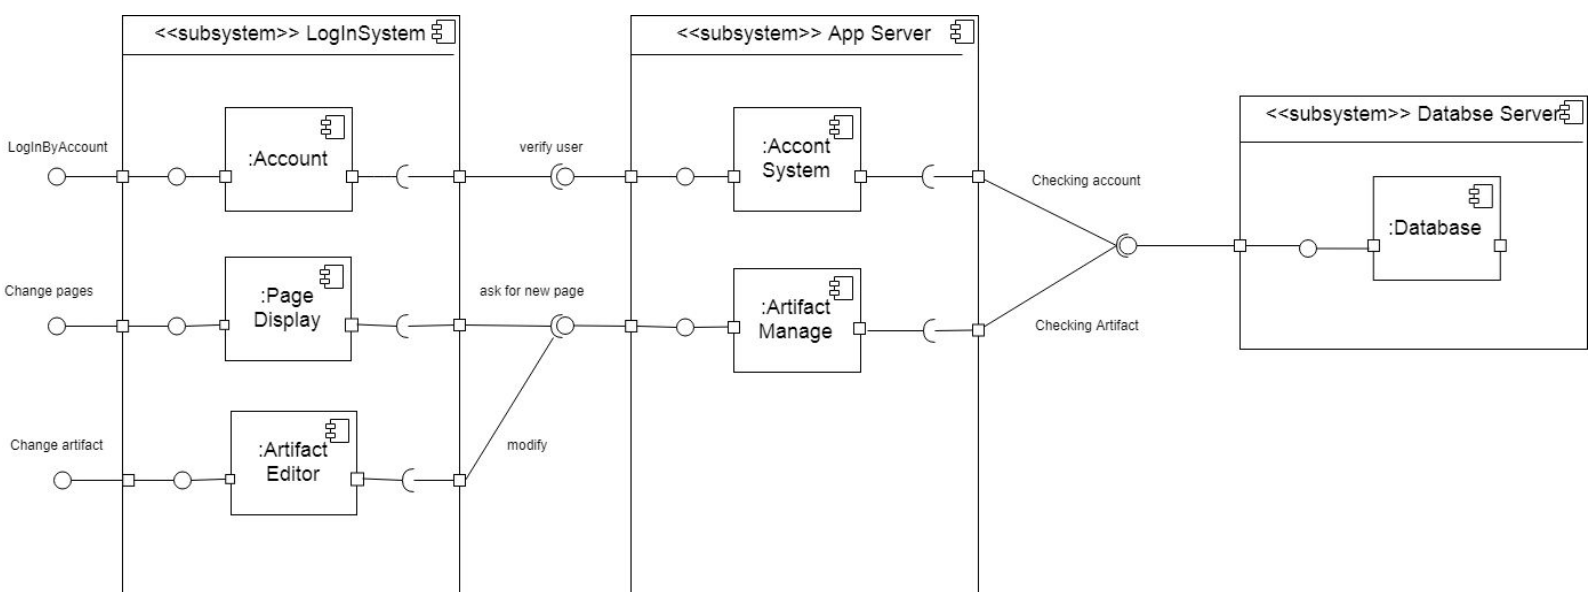 <<subsystem>> LogInSystem
<<subsystem>> App Server
<<subsystem>> Databse Server
LogInByAccount
:Account
verify user
:Accont
System
Checking account
:Database
Change pages
:Page
Display
ask for new page
:Artifact
Manage
Checking Artifact
Change artifact
:Artifact
Editor
modify